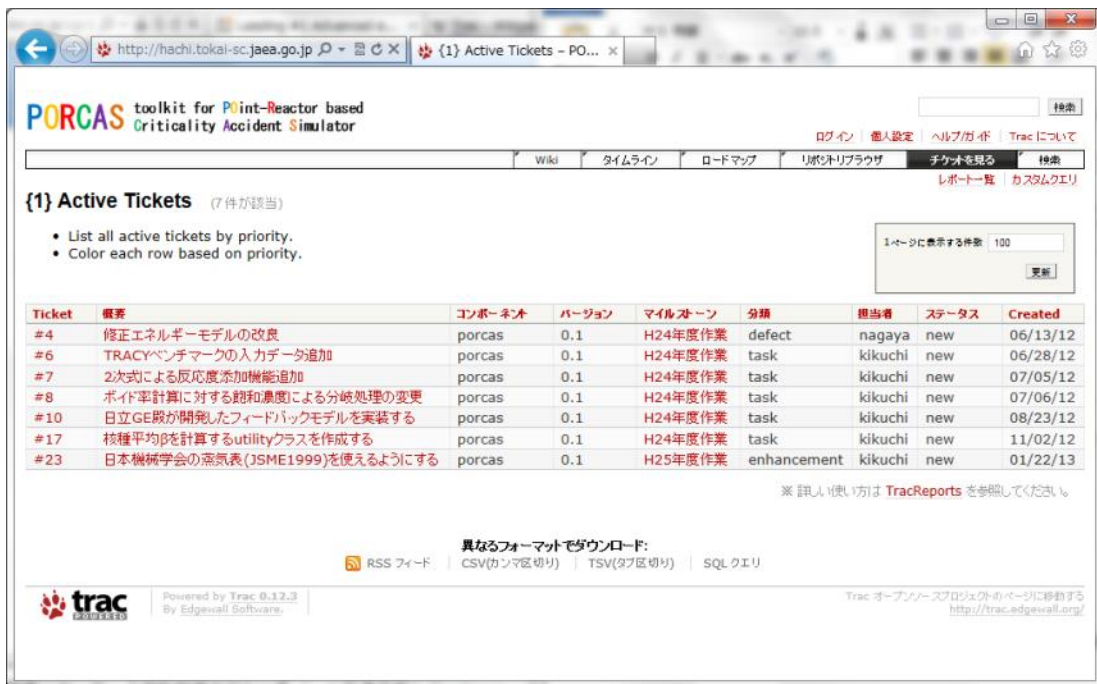 http://hachi.tokai-sc.jaea.go.jp
{1} Active Tickets – PO...
PORCAS toolkit for POint-Reactor based
Criticality Accident Simulator
検索
ログイン 個人設定 ヘルプ/ガイド Trac について
Wiki タイムライン ロードマップ リポジトリブラウザ チケットを見る 検索
レポート一覧 カスタムクエリ
{1} Active Tickets (7 件が該当)
• List all active tickets by priority.
• Color each row based on priority.
1ページに表示する件数 100
更新
Ticket 概要 コンポーネント バージョン マイルストーン 分類 担当者 ステータス Created
#4 修正エネルギーモデルの改良 porcas 0.1 H24年度作業 defect nagaya new 06/13/12
#6 TRACYベンチマークの入力データ追加 porcas 0.1 H24年度作業 task kikuchi new 06/28/12
#7 2次式による反応度添加機能追加 porcas 0.1 H24年度作業 task kikuchi new 07/05/12
#8 ボイド率計算に対する飽和濃度による分岐処理の変更 porcas 0.1 H24年度作業 task kikuchi new 07/06/12
#10 日立GE殿が開発したフィードバックモデルを実装する porcas 0.1 H24年度作業 task kikuchi new 08/23/12
#17 核種平均βを計算するutilityクラスを作成する porcas 0.1 H24年度作業 task kikuchi new 11/02/12
#23 日本機械学会の蒸気表(JSME1999)を使えるようにする porcas 0.1 H25年度作業 enhancement kikuchi new 01/22/13
※ 詳しい使い方は TracReports を参照してください。
異なるフォーマットでダウンロード:
RSS フィード CSV(カンマ区切り) TSV(タブ区切り) SQL クエリ
trac POWERED
Powered by Trac 0.12.3
By Edgewall Software.
Trac オープンソースプロジェクトのページに移動する
http://trac.edgewall.org/